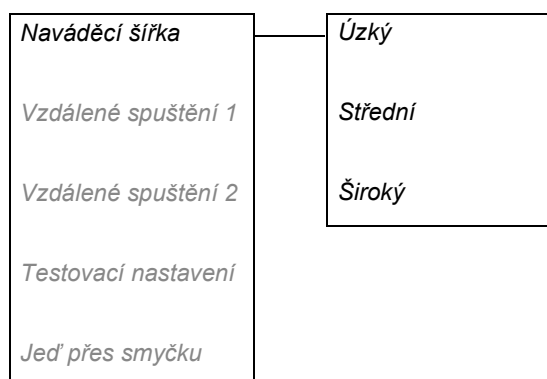 Naváděcí šířka
Vzdálené spuštění 1
Vzdálené spuštění 2
Testovací nastavení
Jeď přes smyčku
Úzký
Střední
Široký